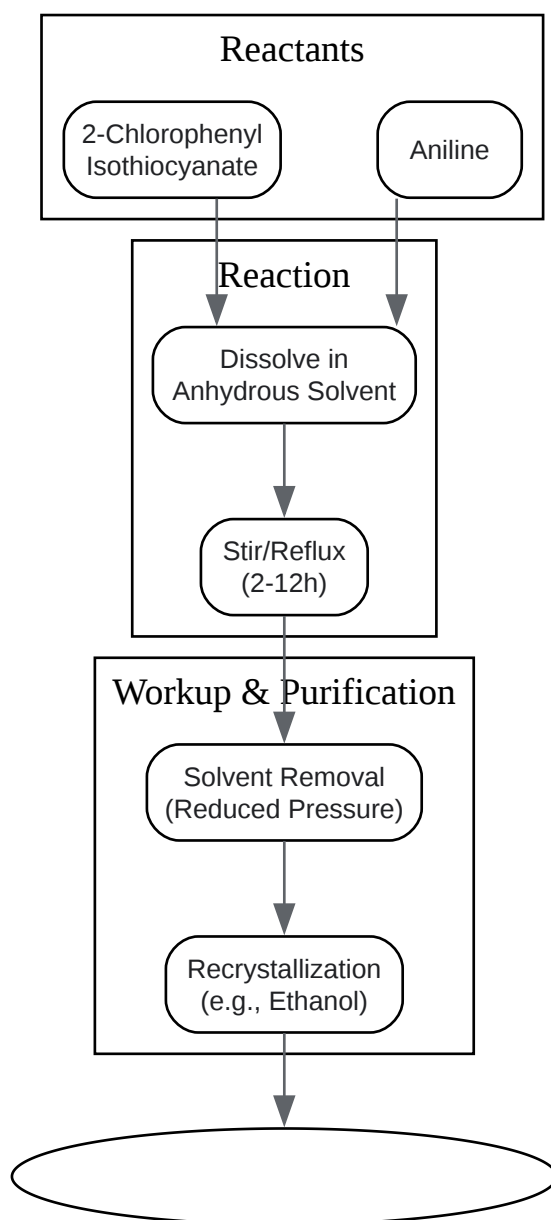 Reactants
2-Chlorophenyl
Isothiocyanate
Aniline
Reaction
Dissolve in
Anhydrous Solvent
Stir/Reflux
(2-12h)
Workup & Purification
Solvent Removal
(Reduced Pressure)
Recrystallization
(e.g., Ethanol)